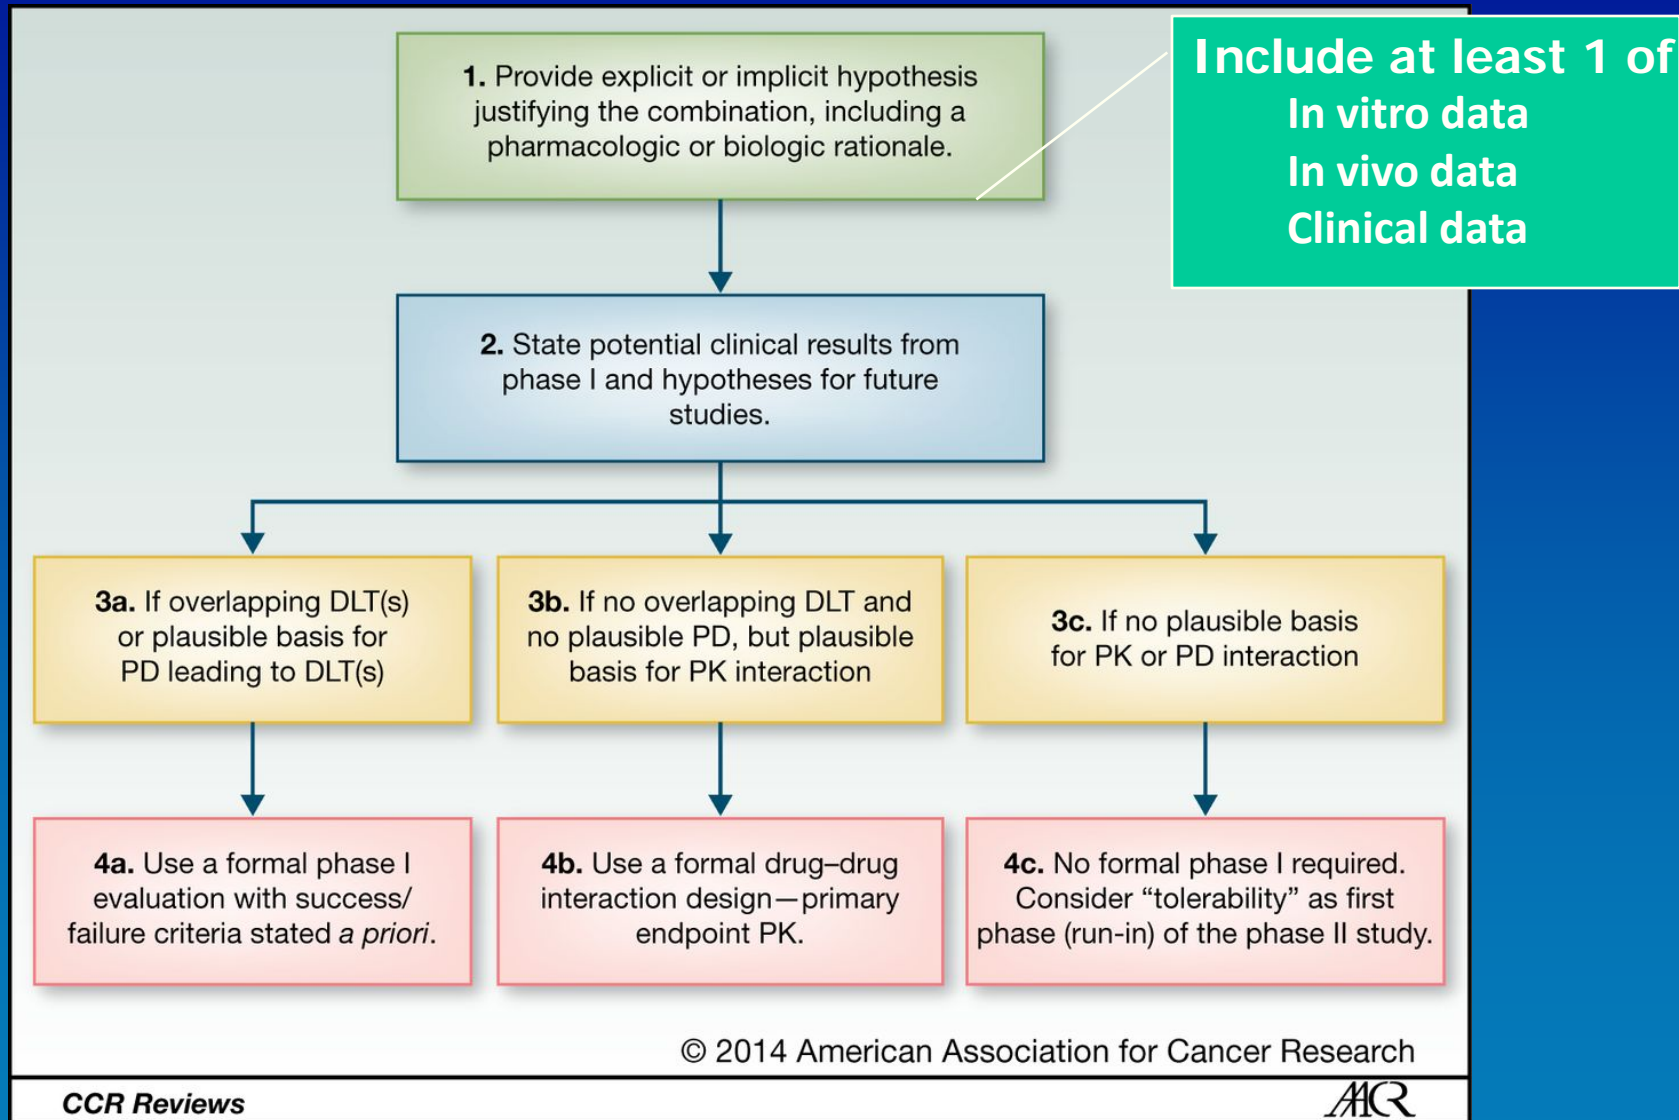 1. Provide explicit or implicit hypothesis
justifying the combination, including a
pharmacologic or biologic rationale.
Include at least 1 of
In vitro data
In vivo data
Clinical data
2. State potential clinical results from
phase I and hypotheses for future
studies.
3a. If overlapping DLT(s)
or plausible basis for
PD leading to DLT(s)
3b. If no overlapping DLT and
no plausible PD, but plausible
basis for PK interaction
3c. If no plausible basis
for PK or PD interaction
4a. Use a formal phase I
evaluation with success/
failure criteria stated a priori.
4b. Use a formal drug–drug
interaction design—primary
endpoint PK.
4c. No formal phase I required.
Consider “tolerability” as first
phase (run-in) of the phase II study.
© 2014 American Association for Cancer Research
CCR Reviews
AACR